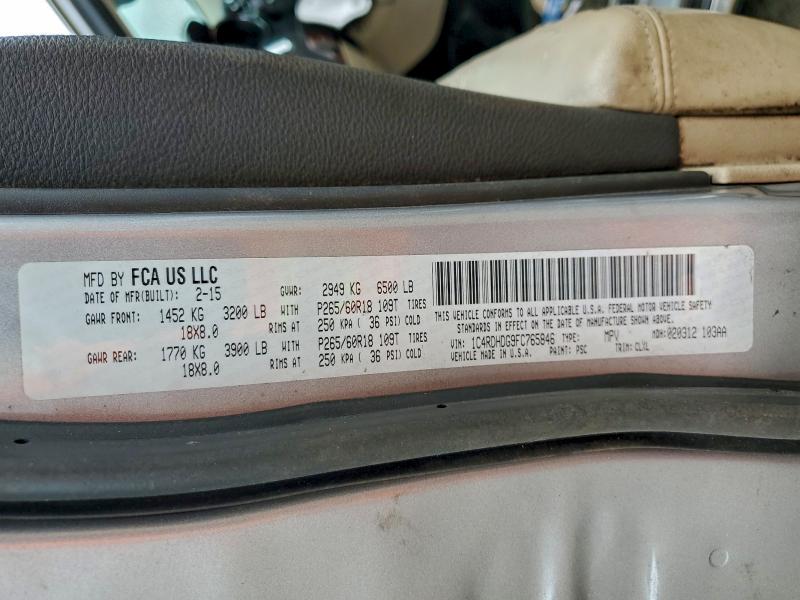 MFD BY FCA US LLC
DATE OF MFR(BUILT): 2-15 GVWR: 2949 KG 6500 LB
GAWR FRONT: 1452 KG 3200 LB WITH P265/60R18 109T TIRES
18X8.0 RIMS AT 250 KPA ( 36 PSI) COLD
GAWR REAR: 1770 KG 3900 LB WITH P265/60R18 109T TIRES
18X8.0 RIMS AT 250 KPA ( 36 PSI) COLD
THIS VEHICLE CONFORMS TO ALL APPLICABLE U.S.A. FEDERAL MOTOR VEHICLE SAFETY
STANDARDS IN EFFECT ON THE DATE OF MANUFACTURE SHOWN ABOVE.
VIN: 1C4RDHDG9FC765846 TYPE: MPV MDH: 020312 103AA
VEHICLE MADE IN U.S.A. PAINT: PSC TRIM: CLXL